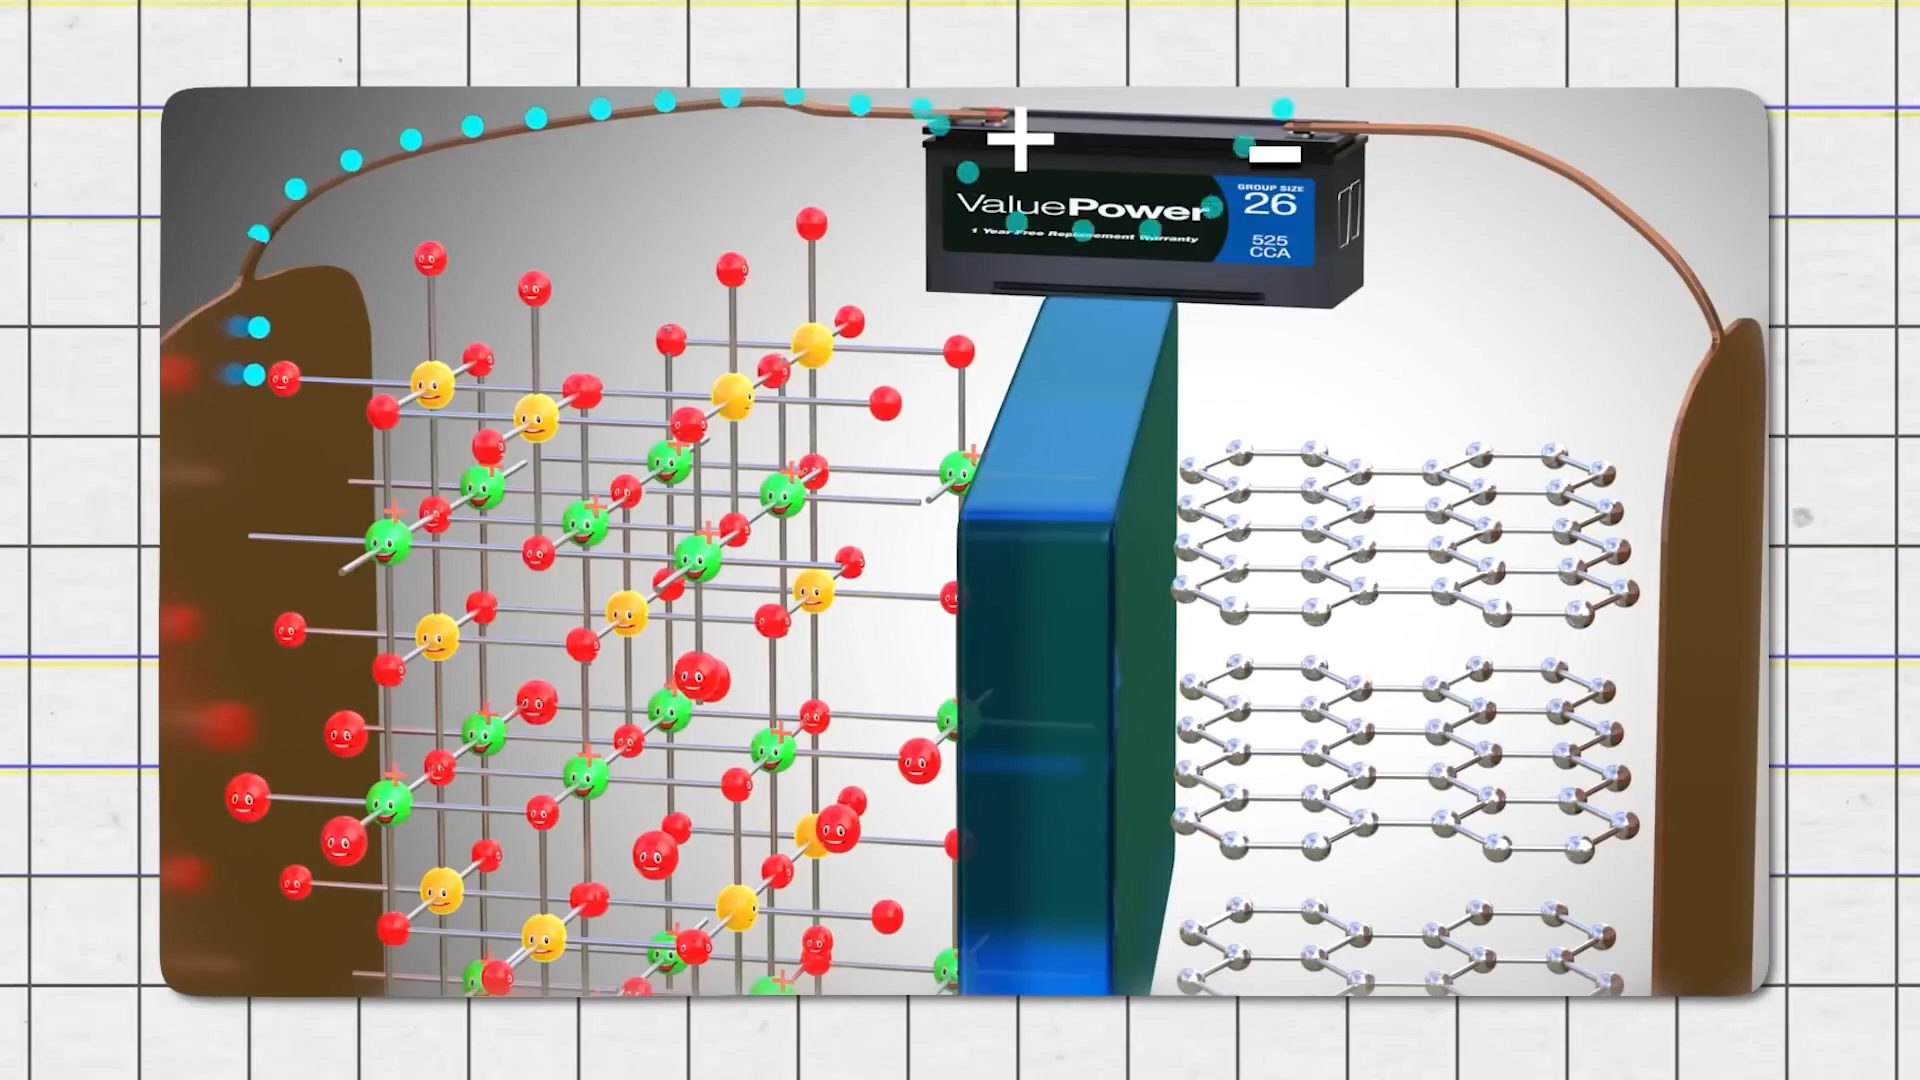 +
ValuePower
1 Year Free Replacement Warranty
GROUP SIZE
26
525
CCA